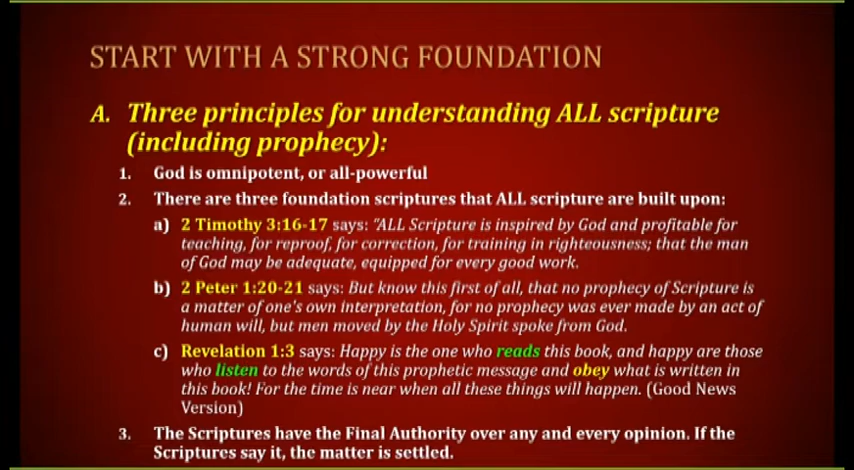 START WITH A STRONG FOUNDATION
A. Three principles for understanding ALL scripture
(including prophecy):
1. God is omnipotent, or all-powerful
2. There are three foundation scriptures that ALL scripture are built upon:
a) 2 Timothy 3:16-17 says: "ALL Scripture is inspired by God and profitable for
teaching, for reproof, for correction, for training in righteousness; that the man
of God may be adequate, equipped for every good work.
b) 2 Peter 1:20-21 says: But know this first of all, that no prophecy of Scripture is
a matter of one's own interpretation, for no prophecy was ever made by an act of
human will, but men moved by the Holy Spirit spoke from God.
c) Revelation 1:3 says: Happy is the one who reads this book, and happy are those
who listen to the words of this prophetic message and obey what is written in
this book! For the time is near when all these things will happen. (Good News
Version)
3. The Scriptures have the Final Authority over any and every opinion. If the
Scriptures say it, the matter is settled.